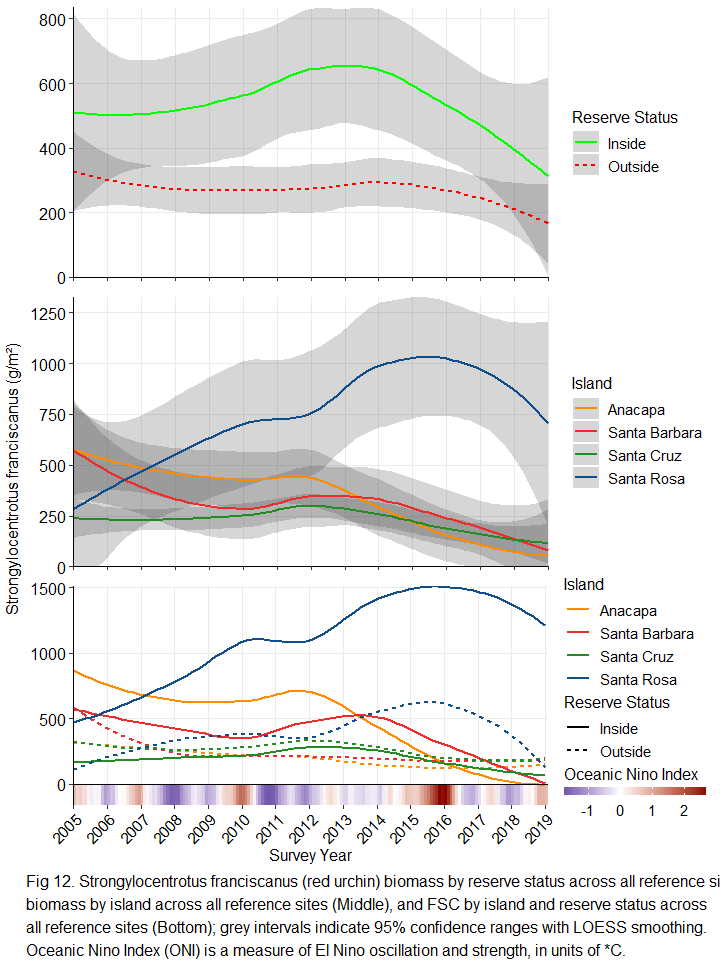 800
600
400
200
0
Reserve Status
Inside
Outside
Strongylocentrotus franciscanus (g/m²)
1250
1000
750
500
250
0
Island
Anacapa
Santa Barbara
Santa Cruz
Santa Rosa
1500
1000
500
0
Island
Anacapa
Santa Barbara
Santa Cruz
Santa Rosa
Reserve Status
Inside
Outside
Oceanic Nino Index
-1 0 1 2
2005 2006 2007 2008 2009 2010 2011 2012 2013 2014 2015 2016 2017 2018 2019
Survey Year
Fig 12. Strongylocentrotus franciscanus (red urchin) biomass by reserve status across all reference si
biomass by island across all reference sites (Middle), and FSC by island and reserve status across
all reference sites (Bottom); grey intervals indicate 95% confidence ranges with LOESS smoothing.
Oceanic Nino Index (ONI) is a measure of El Nino oscillation and strength, in units of *C.